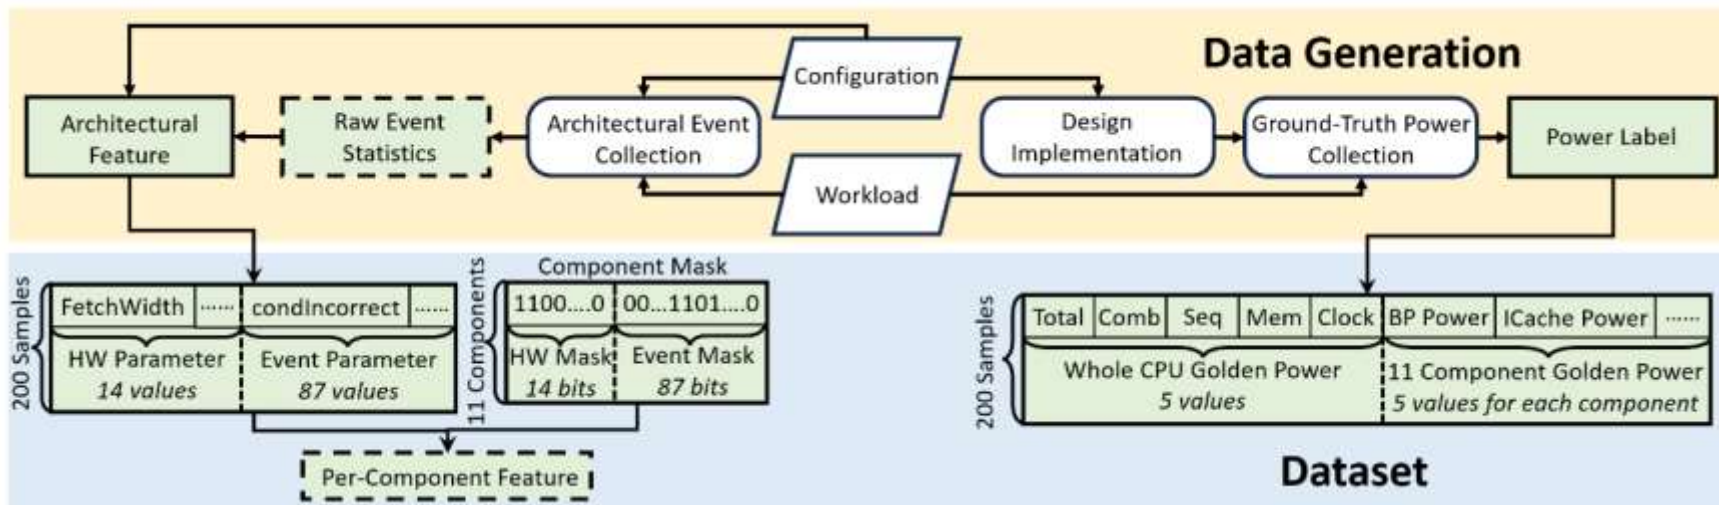 Data Generation
Configuration
Architectural
Feature
Raw Event
Statistics
Architectural Event
Collection
Design
Implementation
Ground-Truth Power
Collection
Power Label
Workload
200 Samples
FetchWidth
......
condIncorrect
......
HW Parameter
14 values
Event Parameter
87 values
11 Components
Component Mask
1100....0
00...1101....0
HW Mask
14 bits
Event Mask
87 bits
Per-Component Feature
200 Samples
Total
Comb
Seq
Mem
Clock
BP Power
ICache Power
......
Whole CPU Golden Power
5 values
11 Component Golden Power
5 values for each component
Dataset